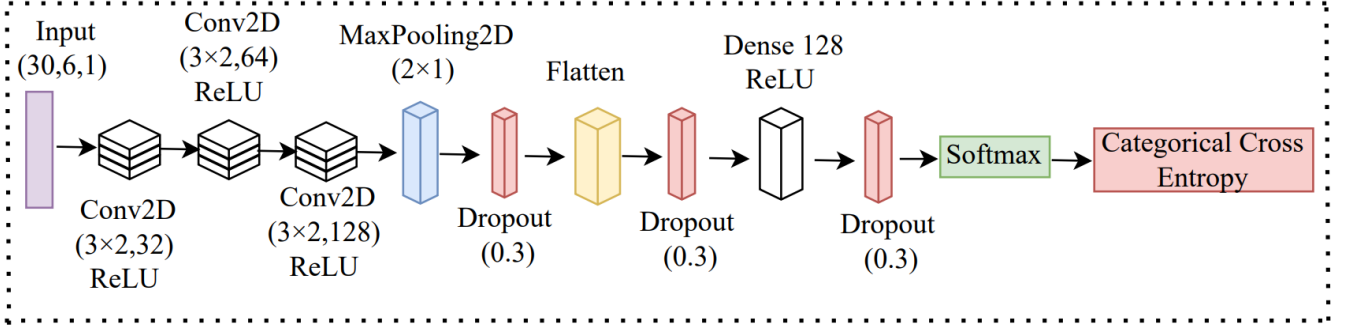 Input
(30,6,1)
Conv2D
(3×2,32)
ReLU
Conv2D
(3×2,64)
ReLU
Conv2D
(3×2,128)
ReLU
MaxPooling2D
(2×1)
Dropout
(0.3)
Flatten
Dropout
(0.3)
Dense 128
ReLU
Dropout
(0.3)
Softmax
Categorical Cross
Entropy